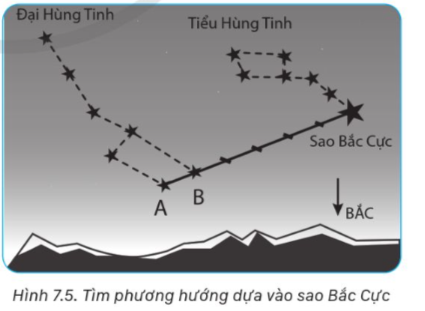 Đại Hùng Tinh
Tiểu Hùng Tinh
Sao Bắc Cực
A
B
BẮC
Hình 7.5. Tìm phương hướng dựa vào sao Bắc Cực